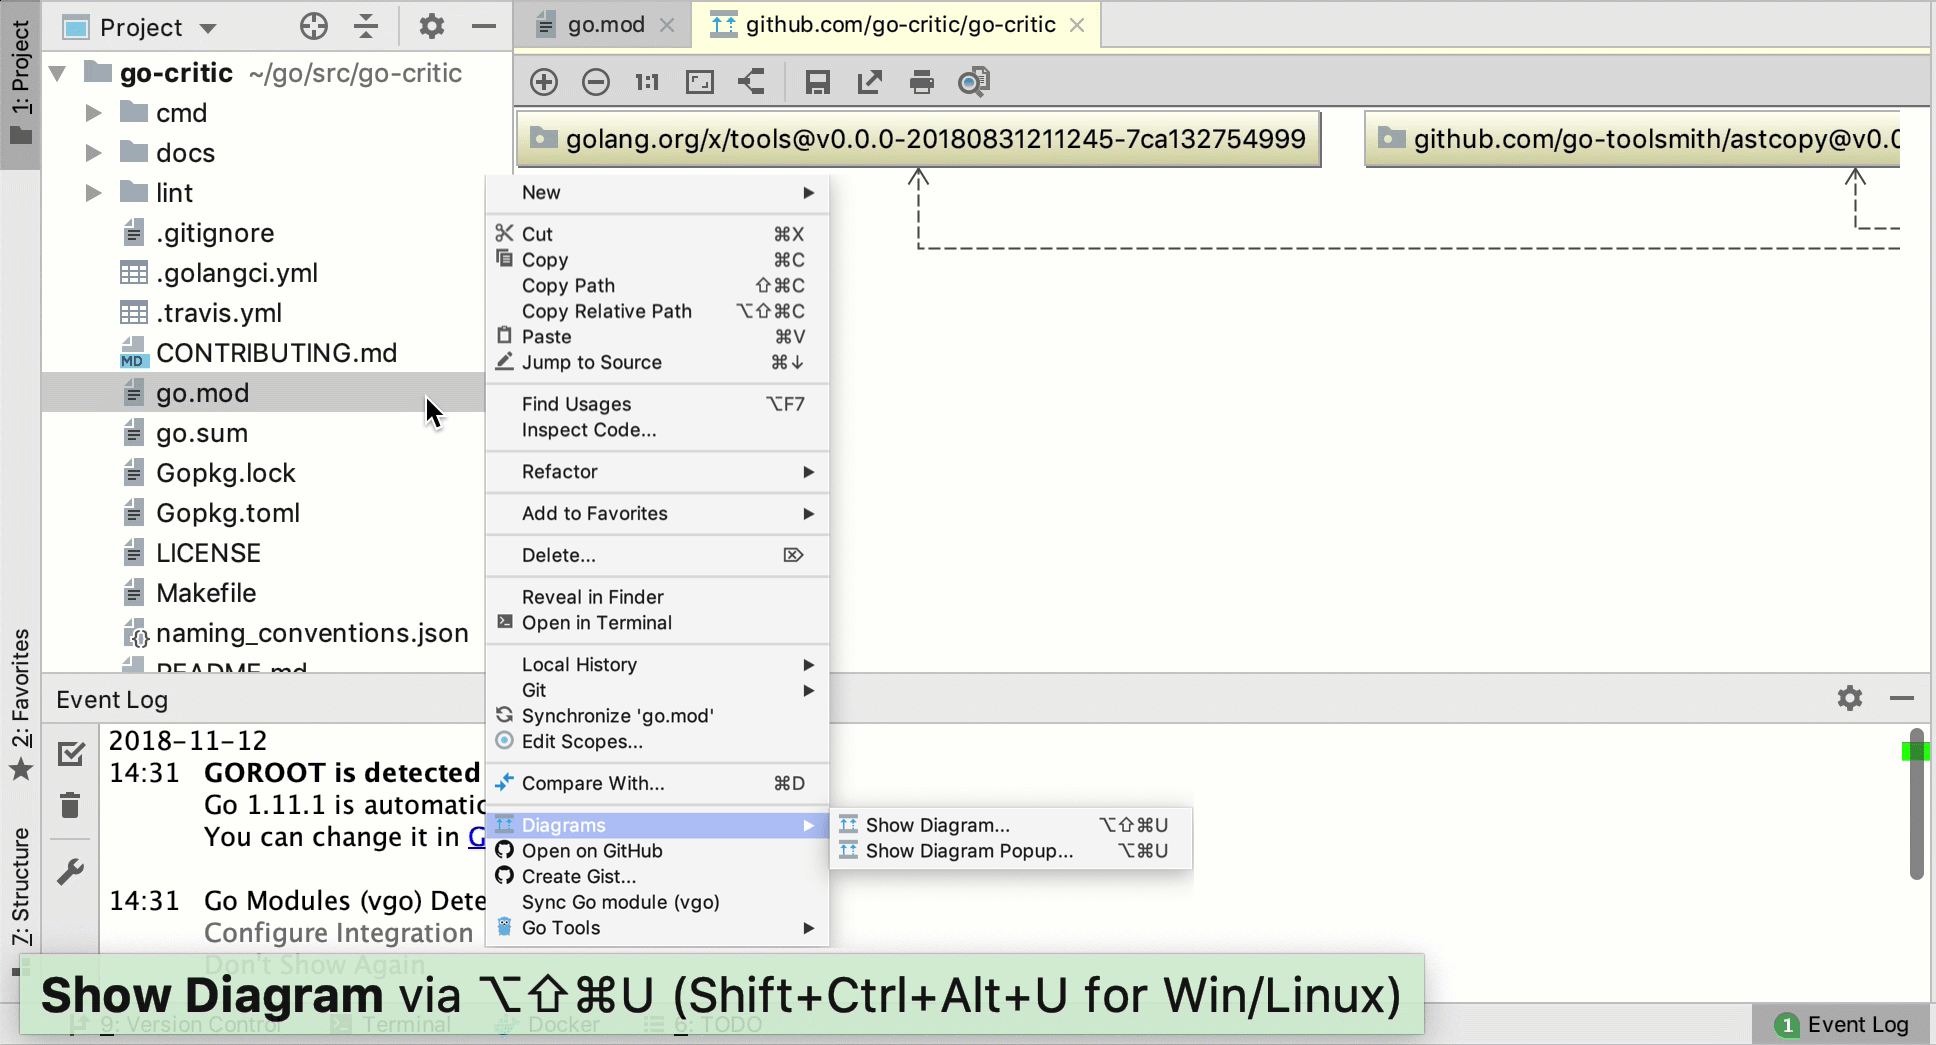 1: Project
Project
go.mod
github.com/go-critic/go-critic
go-critic ~/go/src/go-critic
cmd
docs
lint
.gitignore
.golangci.yml
.travis.yml
MD CONTRIBUTING.md
go.mod
go.sum
Gopkg.lock
Gopkg.toml
LICENSE
Makefile
{} naming_conventions.json
README.md
1:1
golang.org/x/tools@v0.0.0-20180831211245-7ca132754999
github.com/go-toolsmith/astcopy@v0.0
New
Cut ⌘X
Copy ⌘C
Copy Path ⇧⌘C
Copy Relative Path ⌥⇧⌘C
Paste ⌘V
Jump to Source ⌘↓
Find Usages ⌥F7
Inspect Code...
Refactor
Add to Favorites
Delete... ⌦
Reveal in Finder
Open in Terminal
Local History
Git
Synchronize 'go.mod'
Edit Scopes...
Compare With... ⌘D
Diagrams
Open on GitHub
Create Gist...
Sync Go module (vgo)
Go Tools
Show Diagram... ⌥⇧⌘U
Show Diagram Popup... ⌥⌘U
2: Favorites
7: Structure
Event Log
2018-11-12
14:31 GOROOT is detected
Go 1.11.1 is automatic
You can change it in G
14:31 Go Modules (vgo) Dete
Configure Integration
Don't Show Again
Show Diagram via ⌥⇧⌘U (Shift+Ctrl+Alt+U for Win/Linux)
9: Version Control
Terminal
Docker
6: TODO
1 Event Log